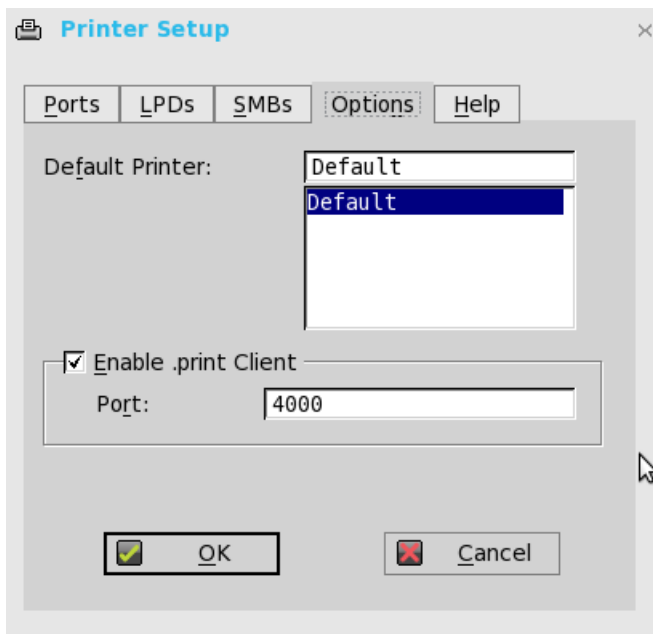 Printer Setup
Ports LPDs SMBs Options Help
Default Printer: Default
Default
Enable .print Client
Port: 4000
OK Cancel